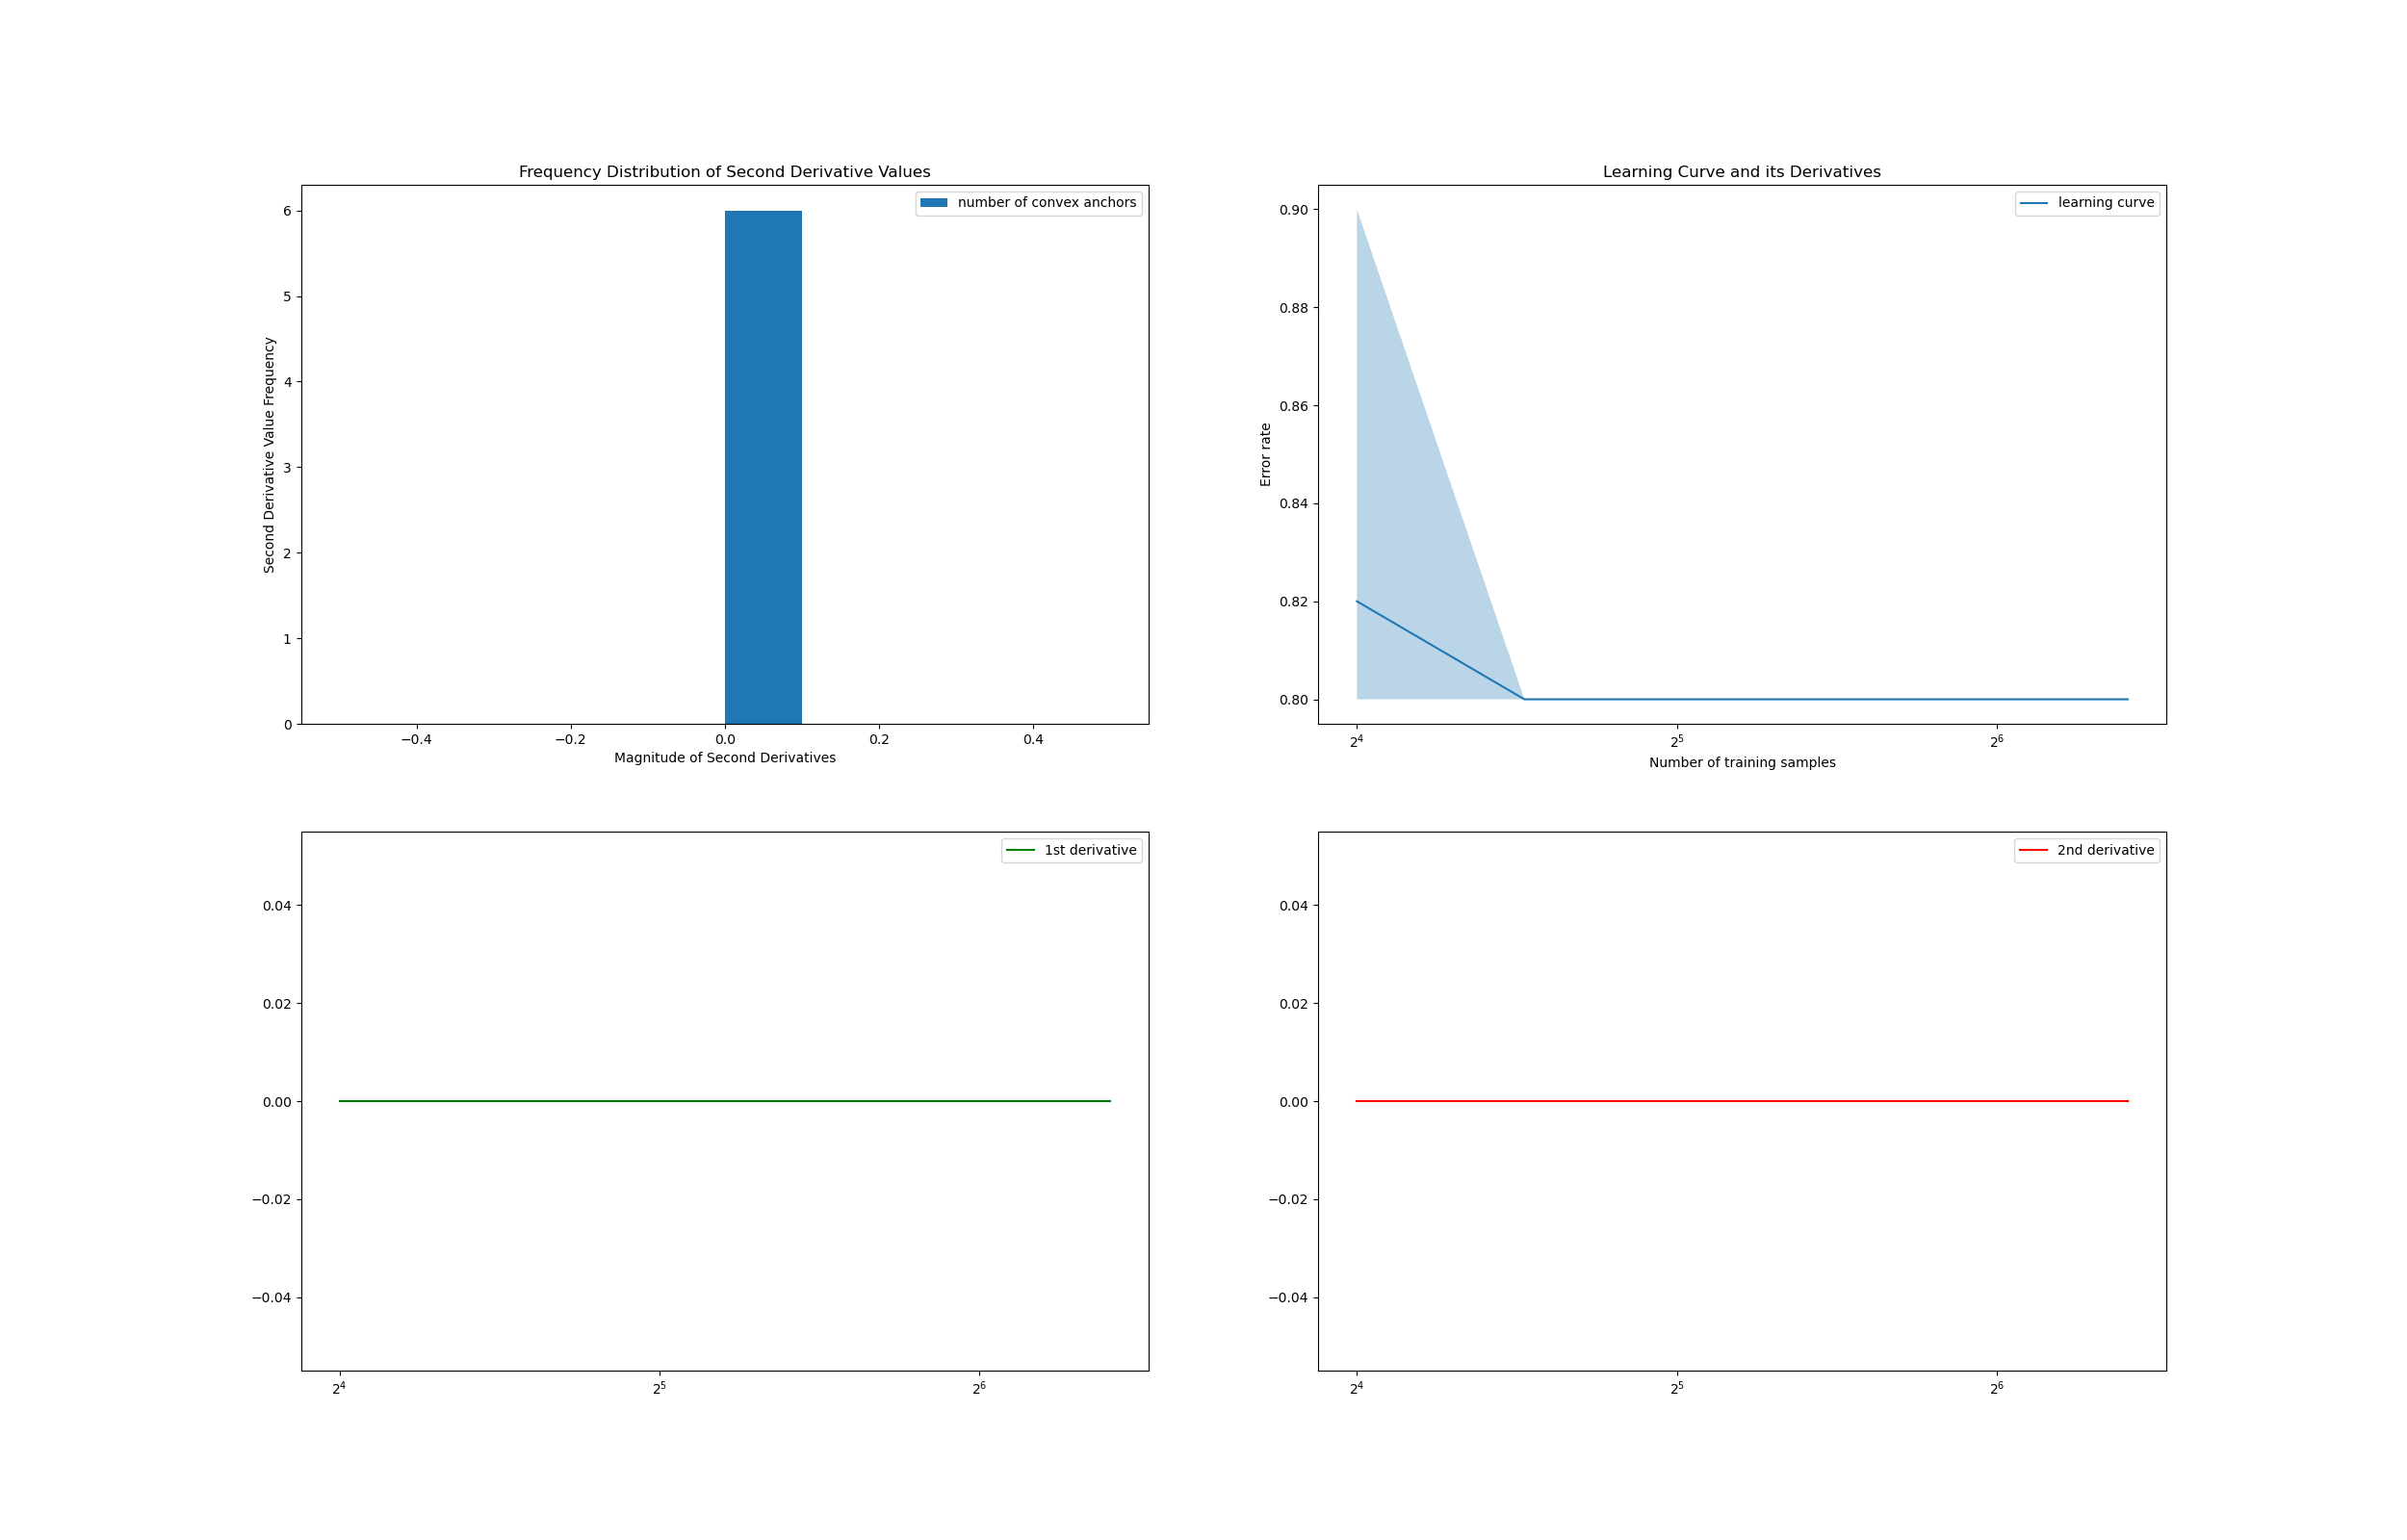 Frequency Distribution of Second Derivative Values
number of convex anchors
6
5
4
3
2
1
0
Second Derivative Value Frequency
−0.4 −0.2 0.0 0.2 0.4
Magnitude of Second Derivatives
Learning Curve and its Derivatives
learning curve
0.90
0.88
0.86
0.84
0.82
0.80
Error rate
2⁴ 2⁵ 2⁶
Number of training samples
1st derivative
0.04
0.02
0.00
−0.02
−0.04
2⁴ 2⁵ 2⁶
2nd derivative
0.04
0.02
0.00
−0.02
−0.04
2⁴ 2⁵ 2⁶